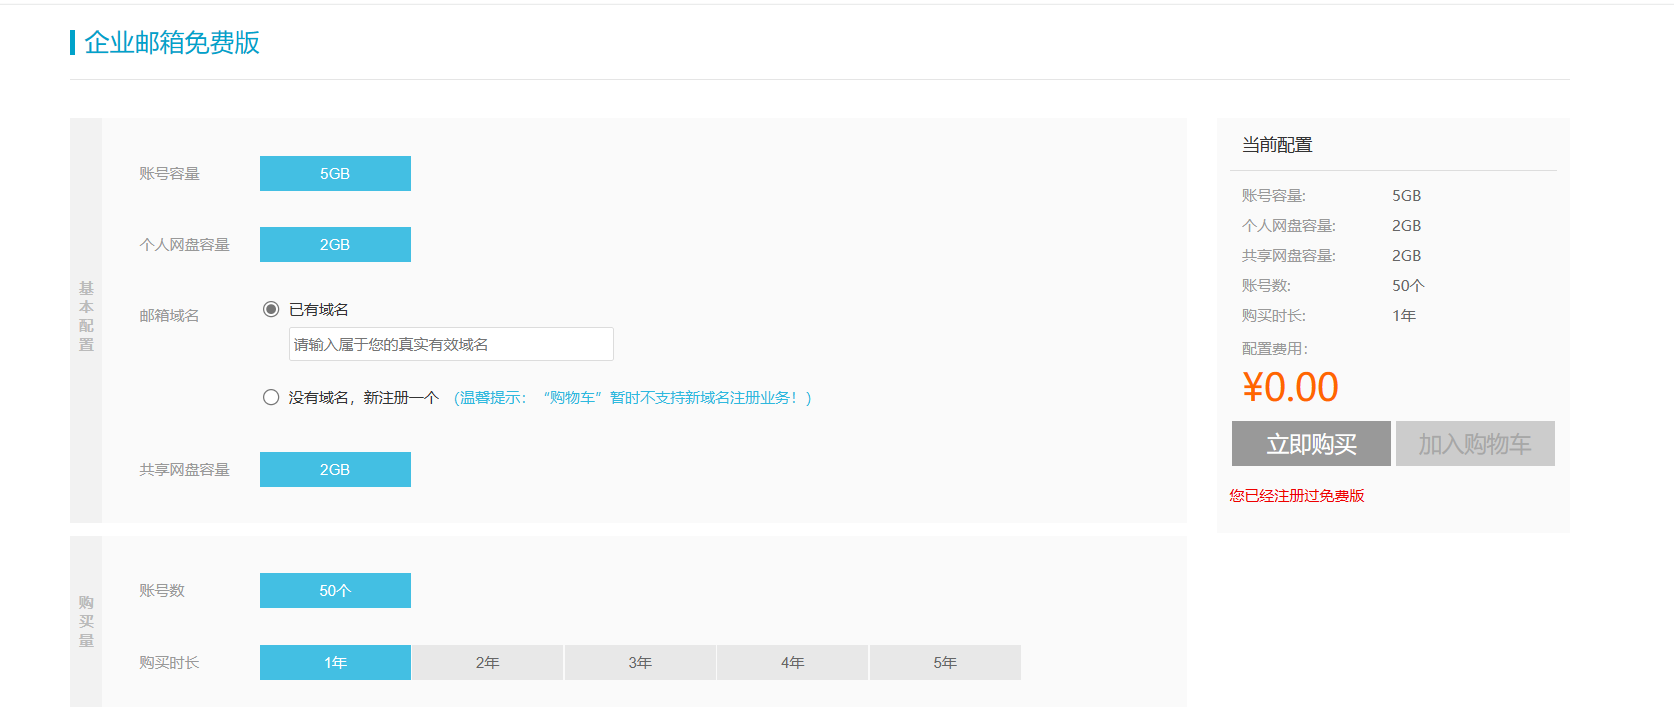 企业邮箱免费版
基本配置
账号容量 5GB
个人网盘容量 2GB
邮箱域名 已有域名
请输入属于您的真实有效域名
没有域名，新注册一个 （温馨提示：“购物车”暂时不支持新域名注册业务！）
共享网盘容量 2GB
购买量
账号数 50个
购买时长 1年 2年 3年 4年 5年
当前配置
账号容量: 5GB
个人网盘容量: 2GB
共享网盘容量: 2GB
账号数: 50个
购买时长: 1年
配置费用：
¥0.00
立即购买 加入购物车
您已经注册过免费版